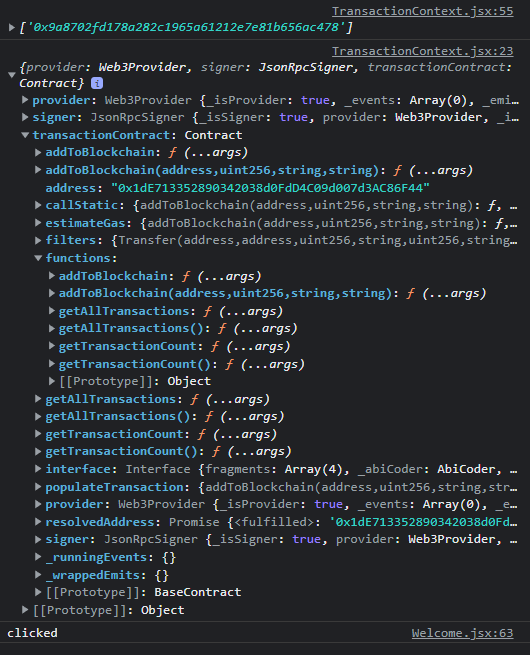 TransactionContext.jsx:55
['0x9a8702fd178a282c1965a61212e7e81b656ac478']
TransactionContext.jsx:23
{provider: Web3Provider, signer: JsonRpcSigner, transactionContract:
Contract} i
provider: Web3Provider {_isProvider: true, _events: Array(0), _emi
signer: JsonRpcSigner {_isSigner: true, provider: Web3Provider, _i
transactionContract: Contract
addToBlockchain: ƒ (...args)
addToBlockchain(address,uint256,string,string): ƒ (...args)
address: "0x1dE713352890342038d0FdD4C09d007d3AC86F44"
callStatic: {addToBlockchain(address,uint256,string,string): ƒ, …
estimateGas: {addToBlockchain(address,uint256,string,string): ƒ,…
filters: {Transfer(address,address,uint256,string,uint256,string…
functions:
addToBlockchain: ƒ (...args)
addToBlockchain(address,uint256,string,string): ƒ (...args)
getAllTransactions: ƒ (...args)
getAllTransactions(): ƒ (...args)
getTransactionCount: ƒ (...args)
getTransactionCount(): ƒ (...args)
[[Prototype]]: Object
getAllTransactions: ƒ (...args)
getAllTransactions(): ƒ (...args)
getTransactionCount: ƒ (...args)
getTransactionCount(): ƒ (...args)
interface: Interface {fragments: Array(4), _abiCoder: AbiCoder, …
populateTransaction: {addToBlockchain(address,uint256,string,str…
provider: Web3Provider {_isProvider: true, _events: Array(0), _e…
resolvedAddress: Promise {<fulfilled>: '0x1dE713352890342038d0Fd…
signer: JsonRpcSigner {_isSigner: true, provider: Web3Provider, …
_runningEvents: {}
_wrappedEmits: {}
[[Prototype]]: BaseContract
[[Prototype]]: Object
clicked Welcome.jsx:63